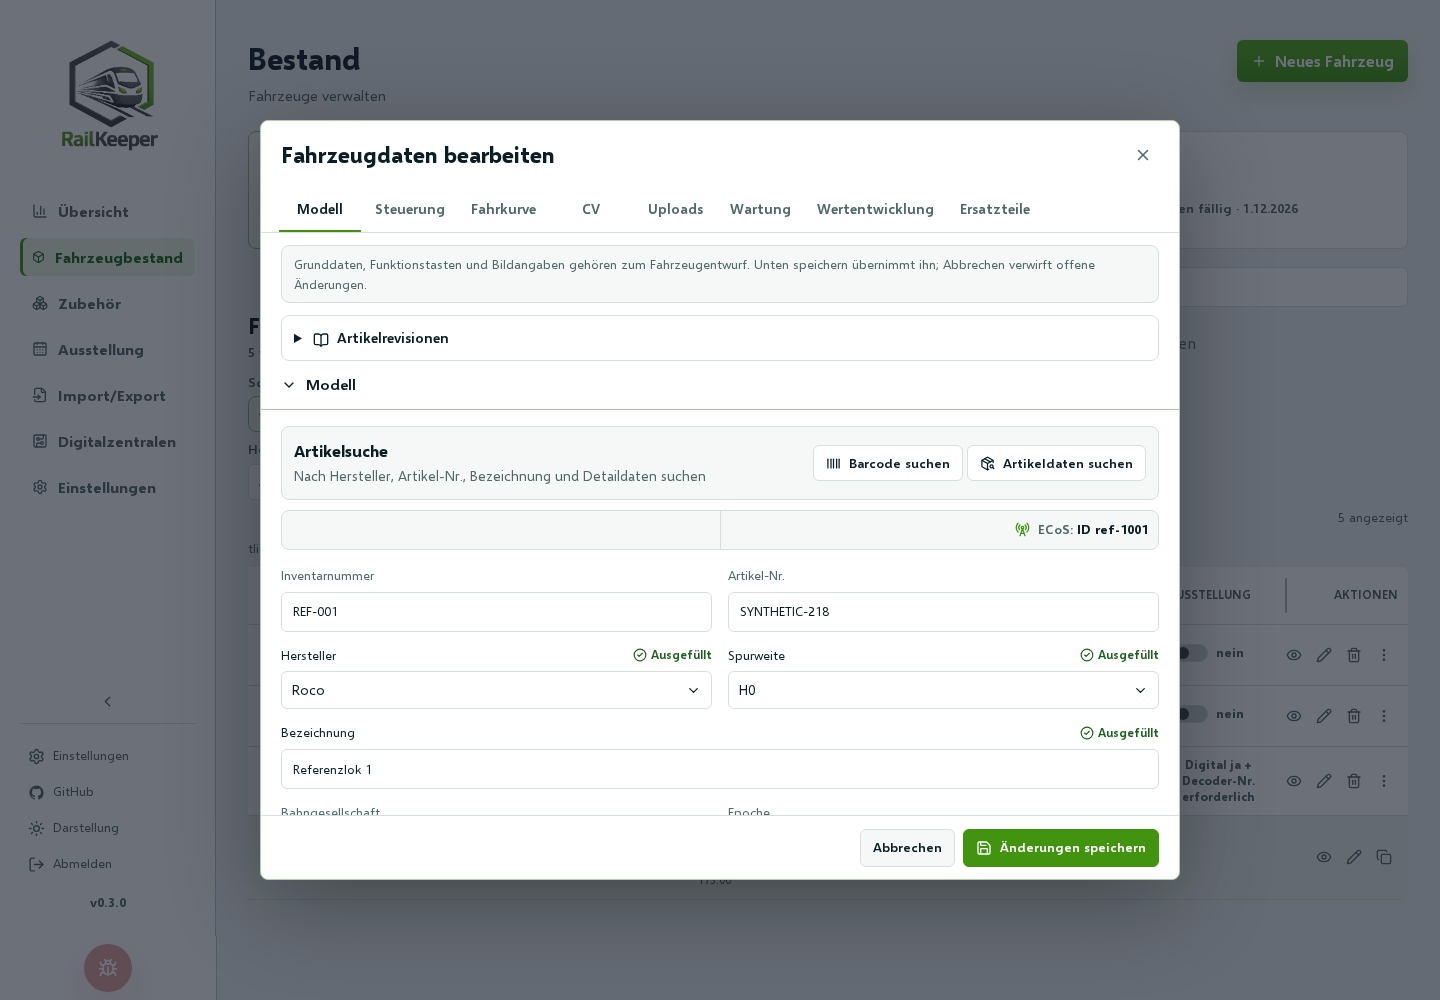 RailKeeper
Übersicht
Fahrzeugbestand
Zubehör
Ausstellung
Import/Export
Digitalzentralen
Einstellungen
Einstellungen
GitHub
Darstellung
Abmelden
v0.3.0
Bestand
Fahrzeuge verwalten
+ Neues Fahrzeug
fällig · 1.12.2026
5 angezeigt
AKTIONEN
nein
nein
Digital ja +
Decoder-Nr.
erforderlich
Fahrzeugdaten bearbeiten
Modell Steuerung Fahrkurve CV Uploads Wartung Wertentwicklung Ersatzteile
Grunddaten, Funktionstasten und Bildangaben gehören zum Fahrzeugentwurf. Unten speichern übernimmt ihn; Abbrechen verwirft offene
Änderungen.
Artikelrevisionen
Modell
Artikelsuche
Nach Hersteller, Artikel-Nr., Bezeichnung und Detaildaten suchen
Barcode suchen Artikeldaten suchen
ECoS: ID ref-1001
Inventarnummer Artikel-Nr.
REF-001 SYNTHETIC-218
Hersteller Ausgefüllt Spurweite Ausgefüllt
Roco H0
Bezeichnung Ausgefüllt
Referenzlok 1
Bahngesellschaft Epoche
Abbrechen Änderungen speichern